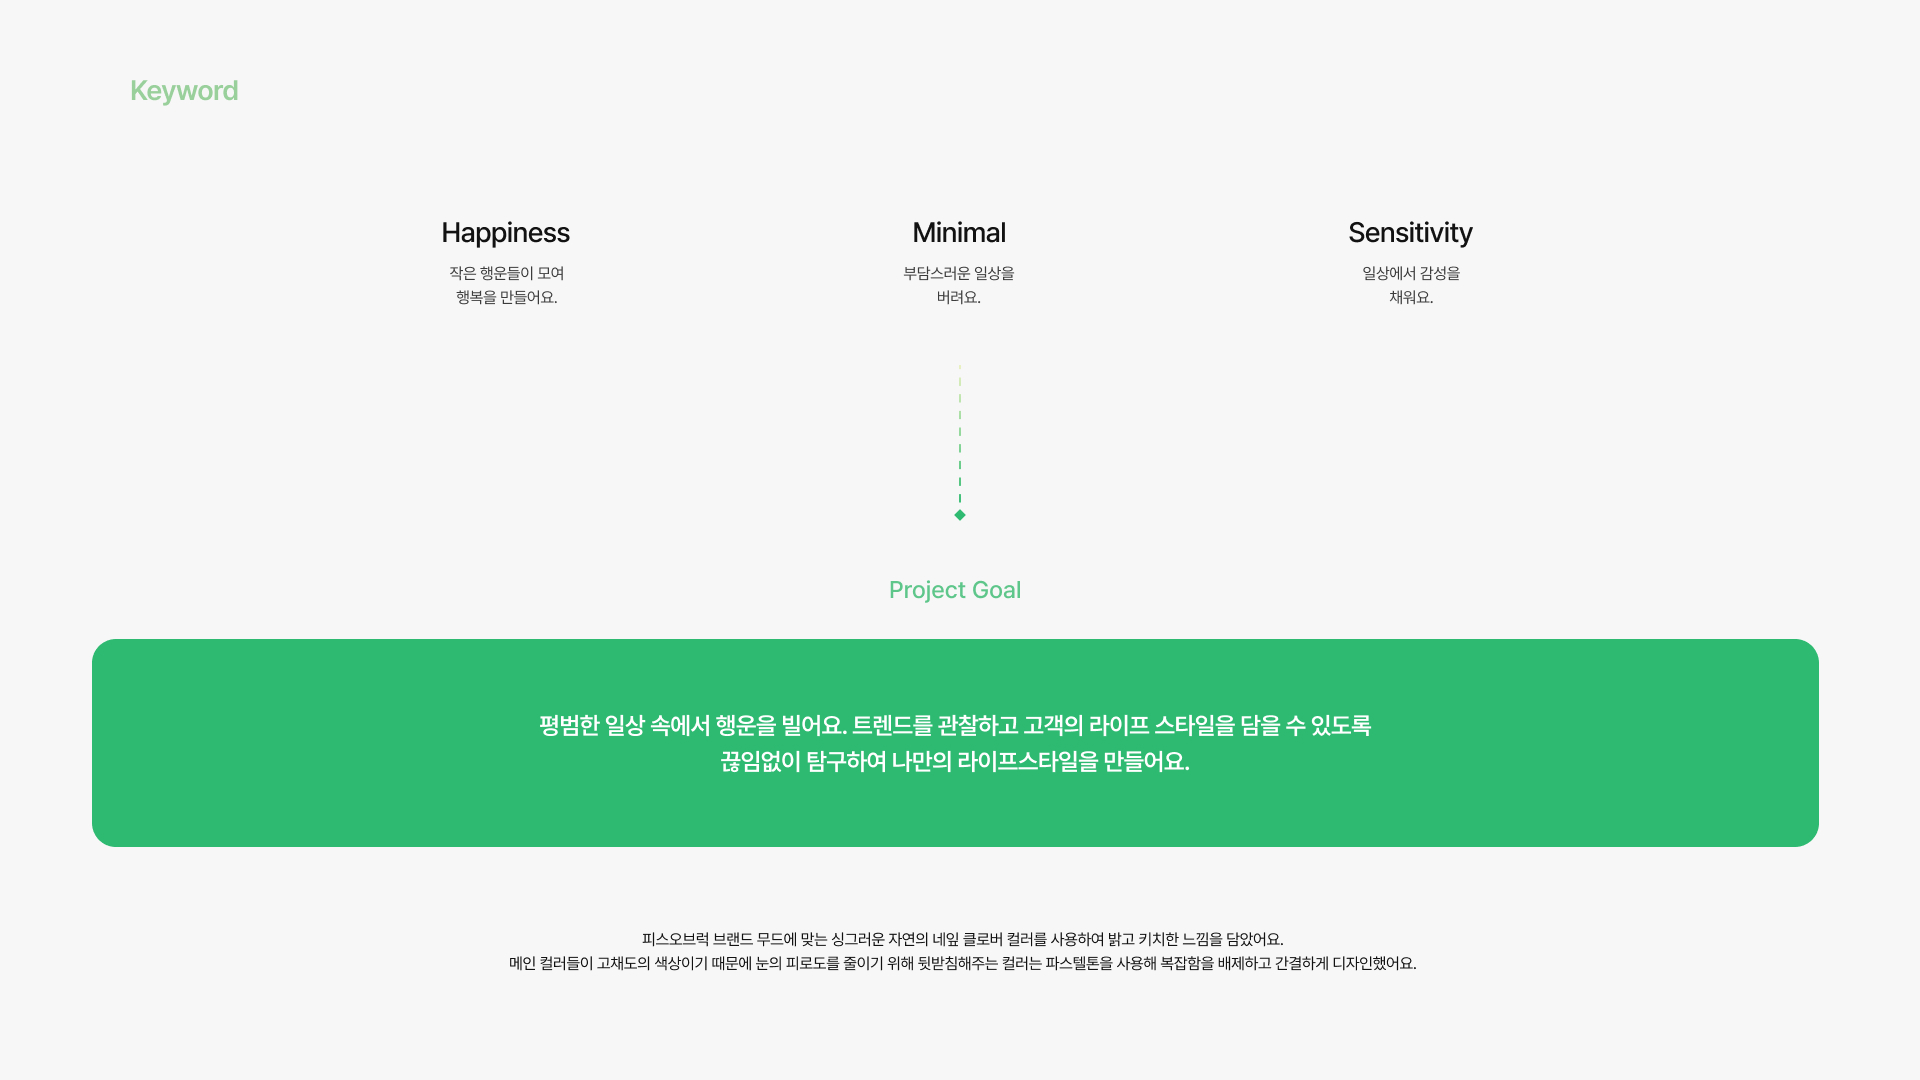 Keyword
Happiness
작은 행운들이 모여
행복을 만들어요.
Minimal
부담스러운 일상을
버려요.
Sensitivity
일상에서 감성을
채워요.
Project Goal
평범한 일상 속에서 행운을 빌어요. 트렌드를 관찰하고 고객의 라이프 스타일을 담을 수 있도록
끊임없이 탐구하여 나만의 라이프스타일을 만들어요.
피스오브럭 브랜드 무드에 맞는 싱그러운 자연의 네잎 클로버 컬러를 사용하여 밝고 키치한 느낌을 담았어요.
메인 컬러들이 고채도의 색상이기 때문에 눈의 피로도를 줄이기 위해 뒷받침해주는 컬러는 파스텔톤을 사용해 복잡함을 배제하고 간결하게 디자인했어요.